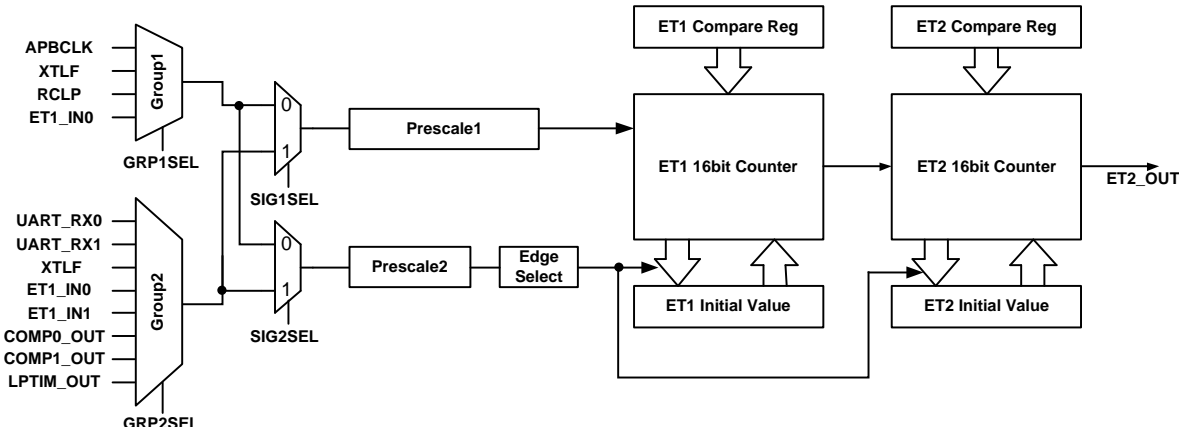 ET1 Compare Reg
ET2 Compare Reg
APBCLK
XTLF
RCLP
ET1_IN0
Group1
GRP1SEL
0
1
SIG1SEL
Prescale1
ET1 16bit Counter
ET2 16bit Counter
ET2_OUT
UART_RX0
UART_RX1
XTLF
ET1_IN0
ET1_IN1
COMP0_OUT
COMP1_OUT
LPTIM_OUT
Group2
GRP2SEL
0
1
SIG2SEL
Prescale2
Edge
Select
ET1 Initial Value
ET2 Initial Value